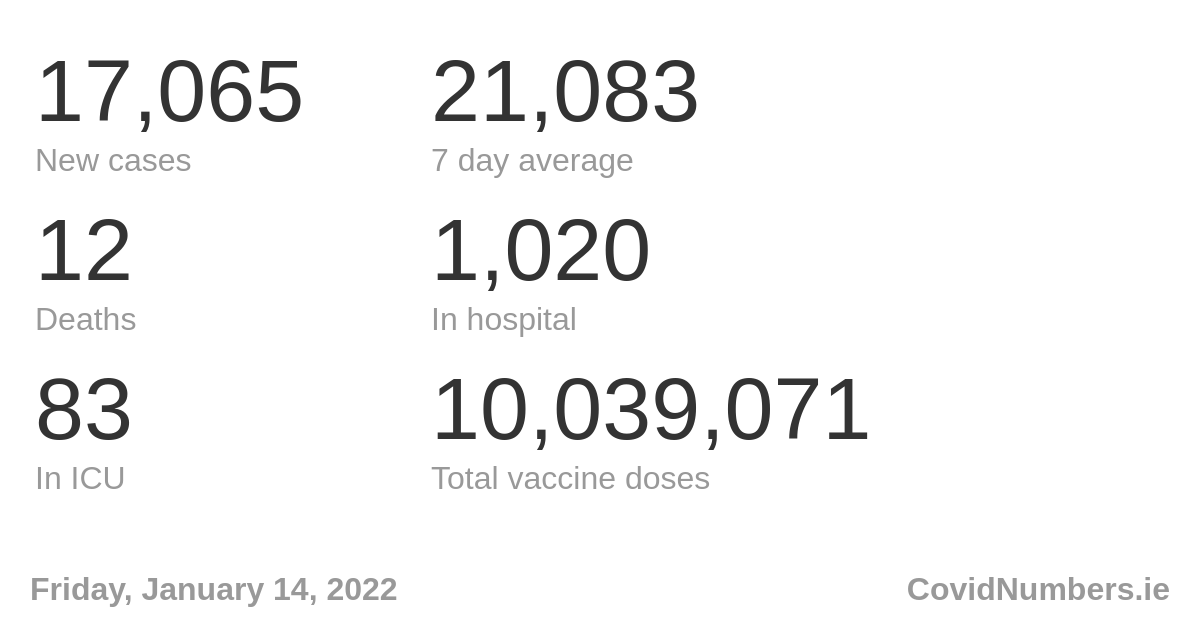 17,065 21,083
New cases 7 day average
12 1,020
Deaths In hospital
83 10,039,071
In ICU Total vaccine doses
Friday, January 14, 2022 CovidNumbers.ie